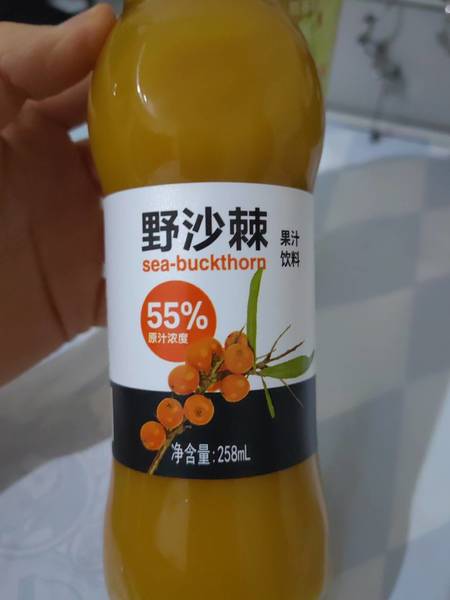 野沙棘
果汁
饮料
sea-buckthorn
55%
原汁浓度
净含量:258mL